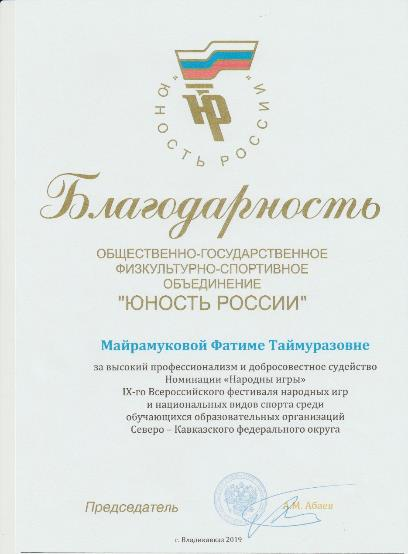 "ЮНОСТЬ РОССИИ"
ЮР
Благодарность
ОБЩЕСТВЕННО-ГОСУДАРСТВЕННОЕ
ФИЗКУЛЬТУРНО-СПОРТИВНОЕ
ОБЪЕДИНЕНИЕ
"ЮНОСТЬ РОССИИ"
Майрамуковой Фатиме Таймуразовне
за высокий профессионализм и добросовестное судейство
Номинации «Народны игры»
IX-го Всероссийского фестиваля народных игр
и национальных видов спорта среди
обучающихся образовательных организаций
Северо – Кавказского федерального округа
Председатель
А.М. Абаев
г. Владикавказ 2019